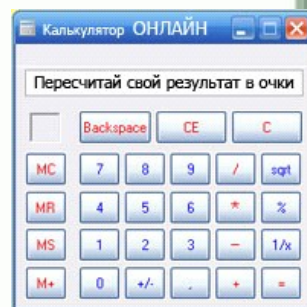 Калькулятор ОНЛАЙН
Пересчитай свой результат в очки
Backspace CE C
MC 7 8 9 / sqrt
MR 4 5 6 * %
MS 1 2 3 - 1/x
M+ 0 +/- , + =